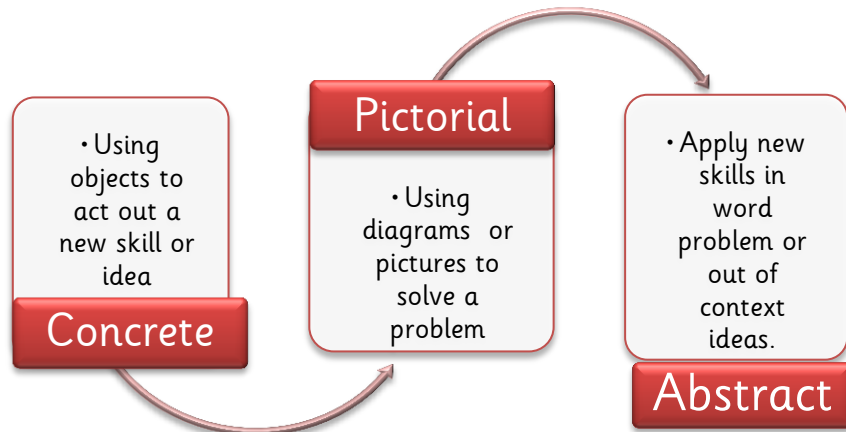 • Using
objects to
act out a
new skill or
idea
Concrete
Pictorial
• Using
diagrams or
pictures to
solve a
problem
• Apply new
skills in
word
problem or
out of
context
ideas.
Abstract